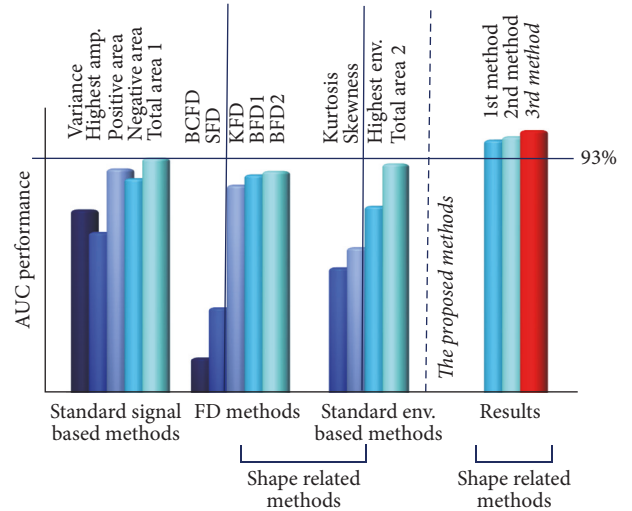 Variance
Highest amp.
Positive area
Negative area
Total area 1
BCFD
SFD
KFD
BFD1
BFD2
Kurtosis
Skewness
Highest env.
Total area 2
1st method
2nd method
3rd method
93%
AUC performance
The proposed methods
Standard signal
based methods
FD methods
Standard env.
based methods
Results
Shape related
methods
Shape related
methods